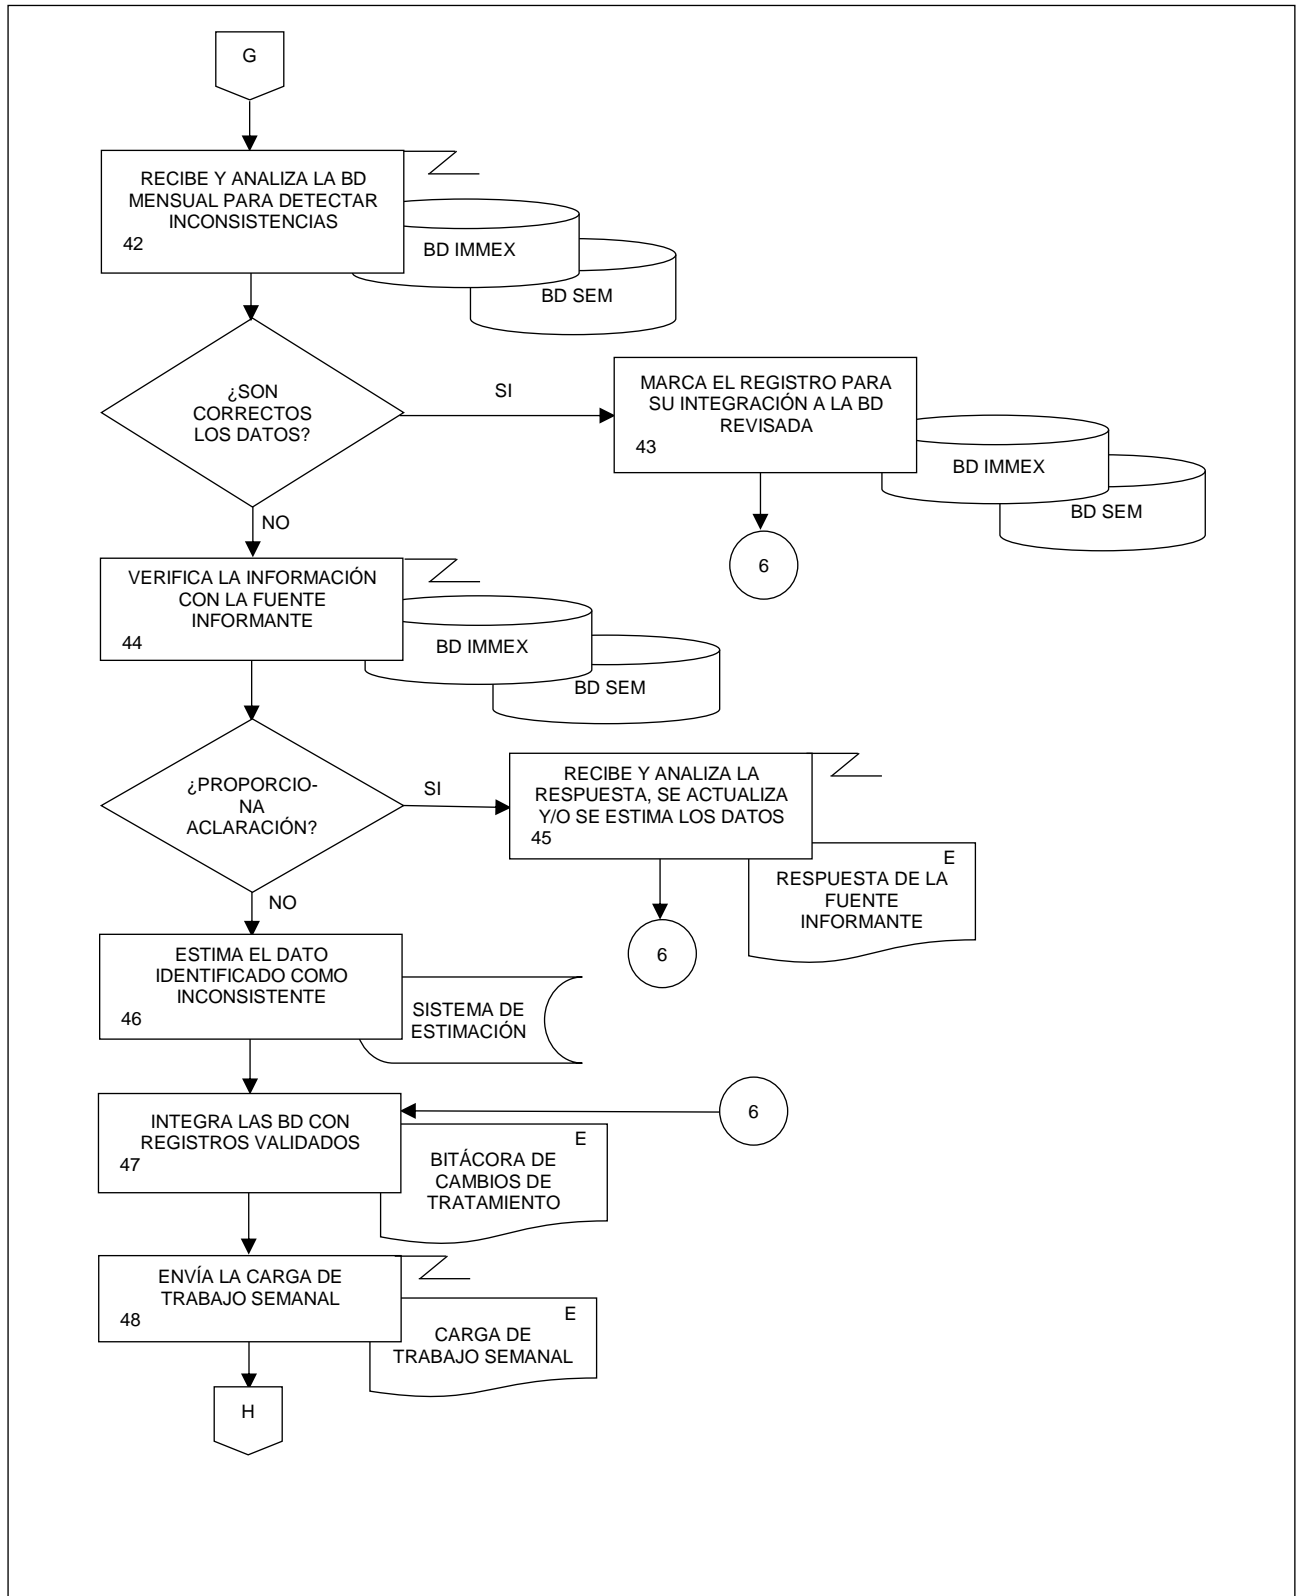 G
RECIBE Y ANALIZA LA BD
MENSUAL PARA DETECTAR
INCONSISTENCIAS
42
BD IMMEX
BD SEM
¿SON
CORRECTOS
LOS DATOS?
SI
MARCA EL REGISTRO PARA
SU INTEGRACIÓN A LA BD
REVISADA
43
BD IMMEX
BD SEM
6
NO
VERIFICA LA INFORMACIÓN
CON LA FUENTE
INFORMANTE
44
BD IMMEX
BD SEM
¿PROPORCIO-
NA
ACLARACIÓN?
SI
RECIBE Y ANALIZA LA
RESPUESTA, SE ACTUALIZA
Y/O SE ESTIMA LOS DATOS
45
E
RESPUESTA DE LA
FUENTE
INFORMANTE
6
NO
ESTIMA EL DATO
IDENTIFICADO COMO
INCONSISTENTE
46
SISTEMA DE
ESTIMACIÓN
INTEGRA LAS BD CON
REGISTROS VALIDADOS
47
6
E
BITÁCORA DE
CAMBIOS DE
TRATAMIENTO
ENVÍA LA CARGA DE
TRABAJO SEMANAL
48
E
CARGA DE
TRABAJO SEMANAL
H